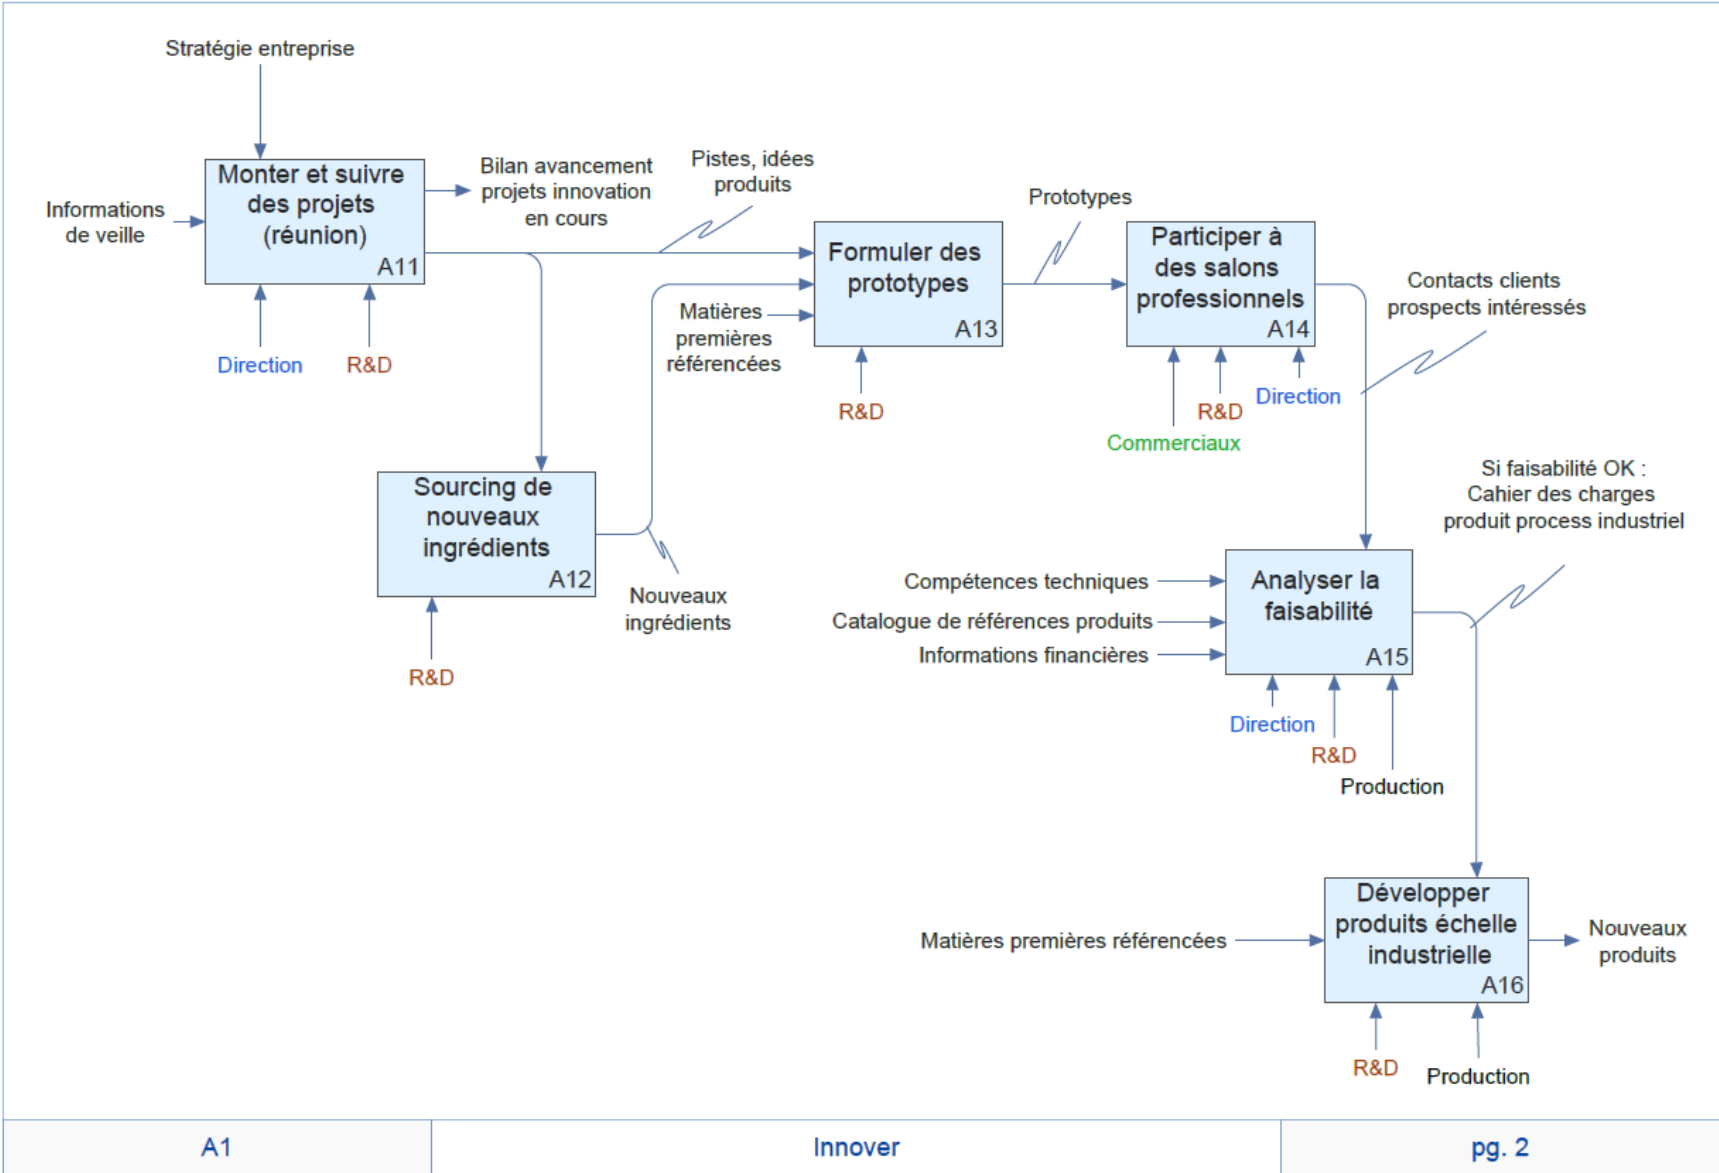 Stratégie entreprise
Monter et suivre
des projets
(réunion)
A11
Informations
de veille
Bilan avancement
projets innovation
en cours
Pistes, idées
produits
Direction
R&D
Matières
premières
référencées
Formuler des
prototypes
A13
R&D
Prototypes
Participer à
des salons
professionnels
A14
Direction
R&D
Commerciaux
Contacts clients
prospects intéressés
Sourcing de
nouveaux
ingrédients
A12
R&D
Nouveaux
ingrédients
Si faisabilité OK :
Cahier des charges
produit process industriel
Compétences techniques
Catalogue de références produits
Informations financières
Analyser la
faisabilité
A15
Direction
R&D
Production
Matières premières référencées
Développer
produits échelle
industrielle
A16
Nouveaux
produits
R&D
Production
A1
Innover
pg. 2